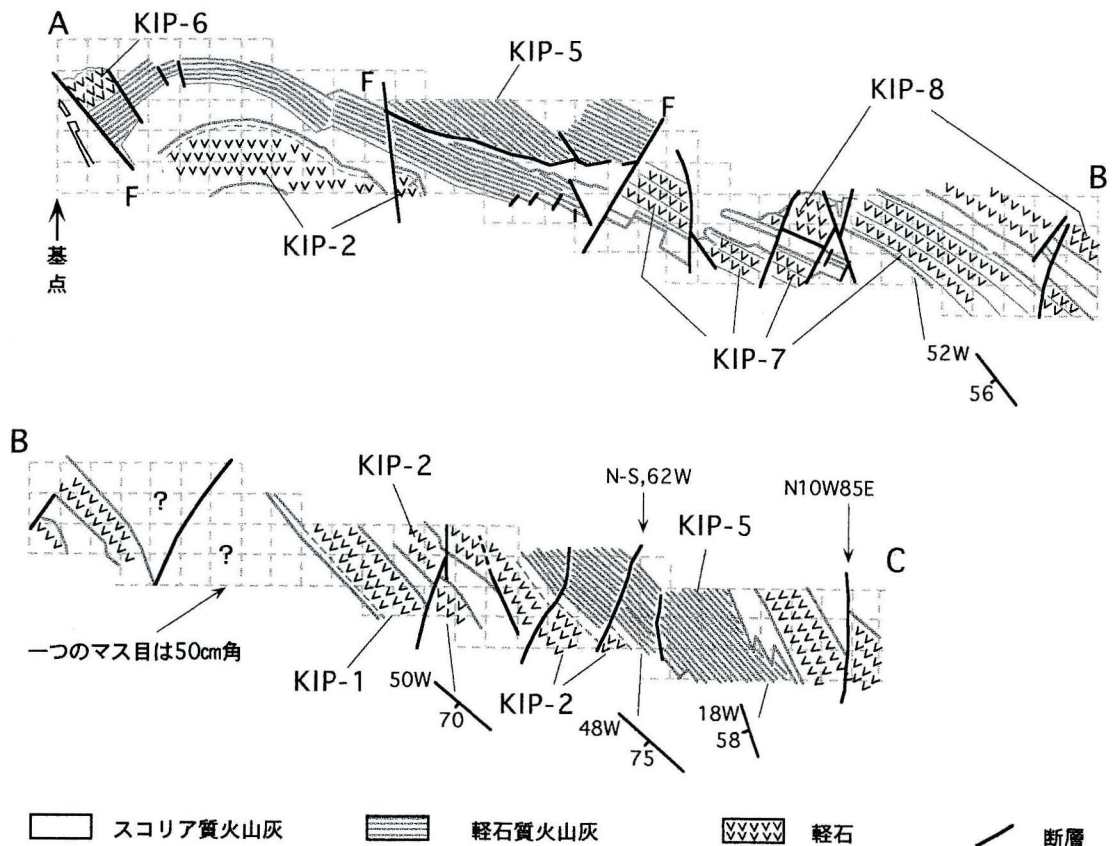 A
KIP-6
KIP-5
F
F
KIP-8
B
F
KIP-2
基点
KIP-7
52W
56
B
KIP-2
N-S,62W
KIP-5
N10W85E
C
?
?
一つのマス目は50cm角
KIP-1
50W
70
KIP-2
48W
75
18W
58
スコリア質火山灰
軽石質火山灰
軽石
断層